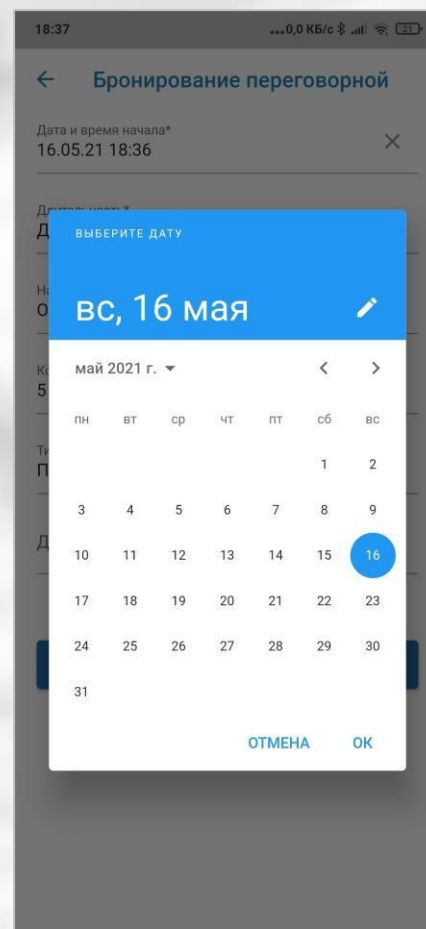 18:37 ...0,0 КБ/с 21
Бронирование переговорной
Дата и время начала*
16.05.21 18:36
ВЫБЕРИТЕ ДАТУ
вс, 16 мая
май 2021 г.
пн вт ср чт пт сб вс
1 2
3 4 5 6 7 8 9
10 11 12 13 14 15 16
17 18 19 20 21 22 23
24 25 26 27 28 29 30
31
ОТМЕНА ОК